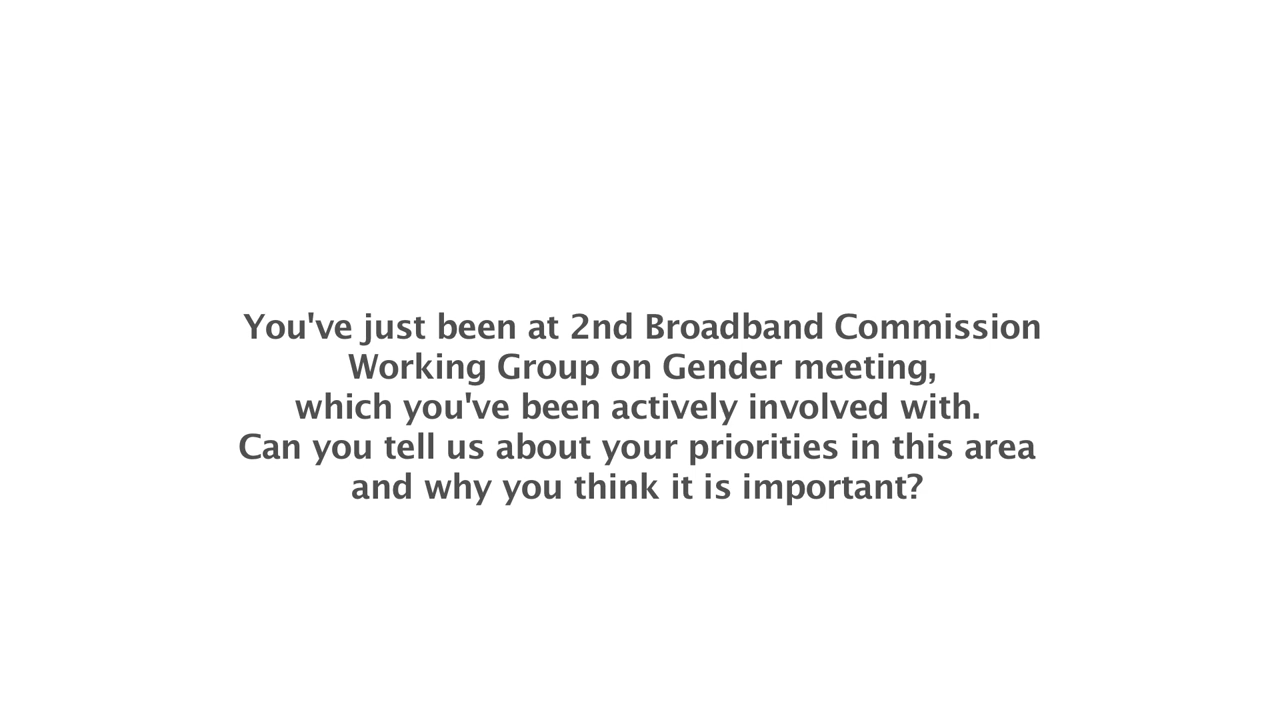 You've just been at 2nd Broadband Commission
Working Group on Gender meeting,
which you've been actively involved with.
Can you tell us about your priorities in this area
and why you think it is important?